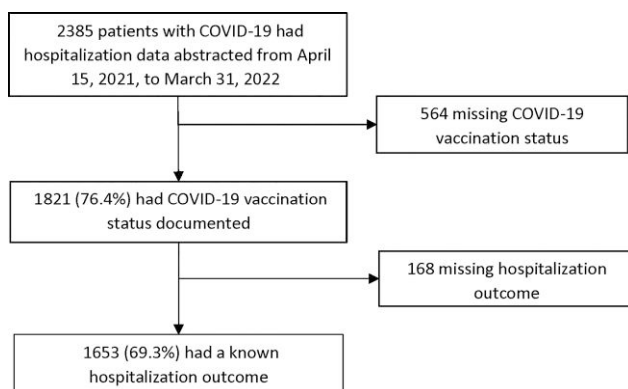 2385 patients with COVID-19 had
hospitalization data abstracted from April
15, 2021, to March 31, 2022
564 missing COVID-19
vaccination status
1821 (76.4%) had COVID-19 vaccination
status documented
168 missing hospitalization
outcome
1653 (69.3%) had a known
hospitalization outcome